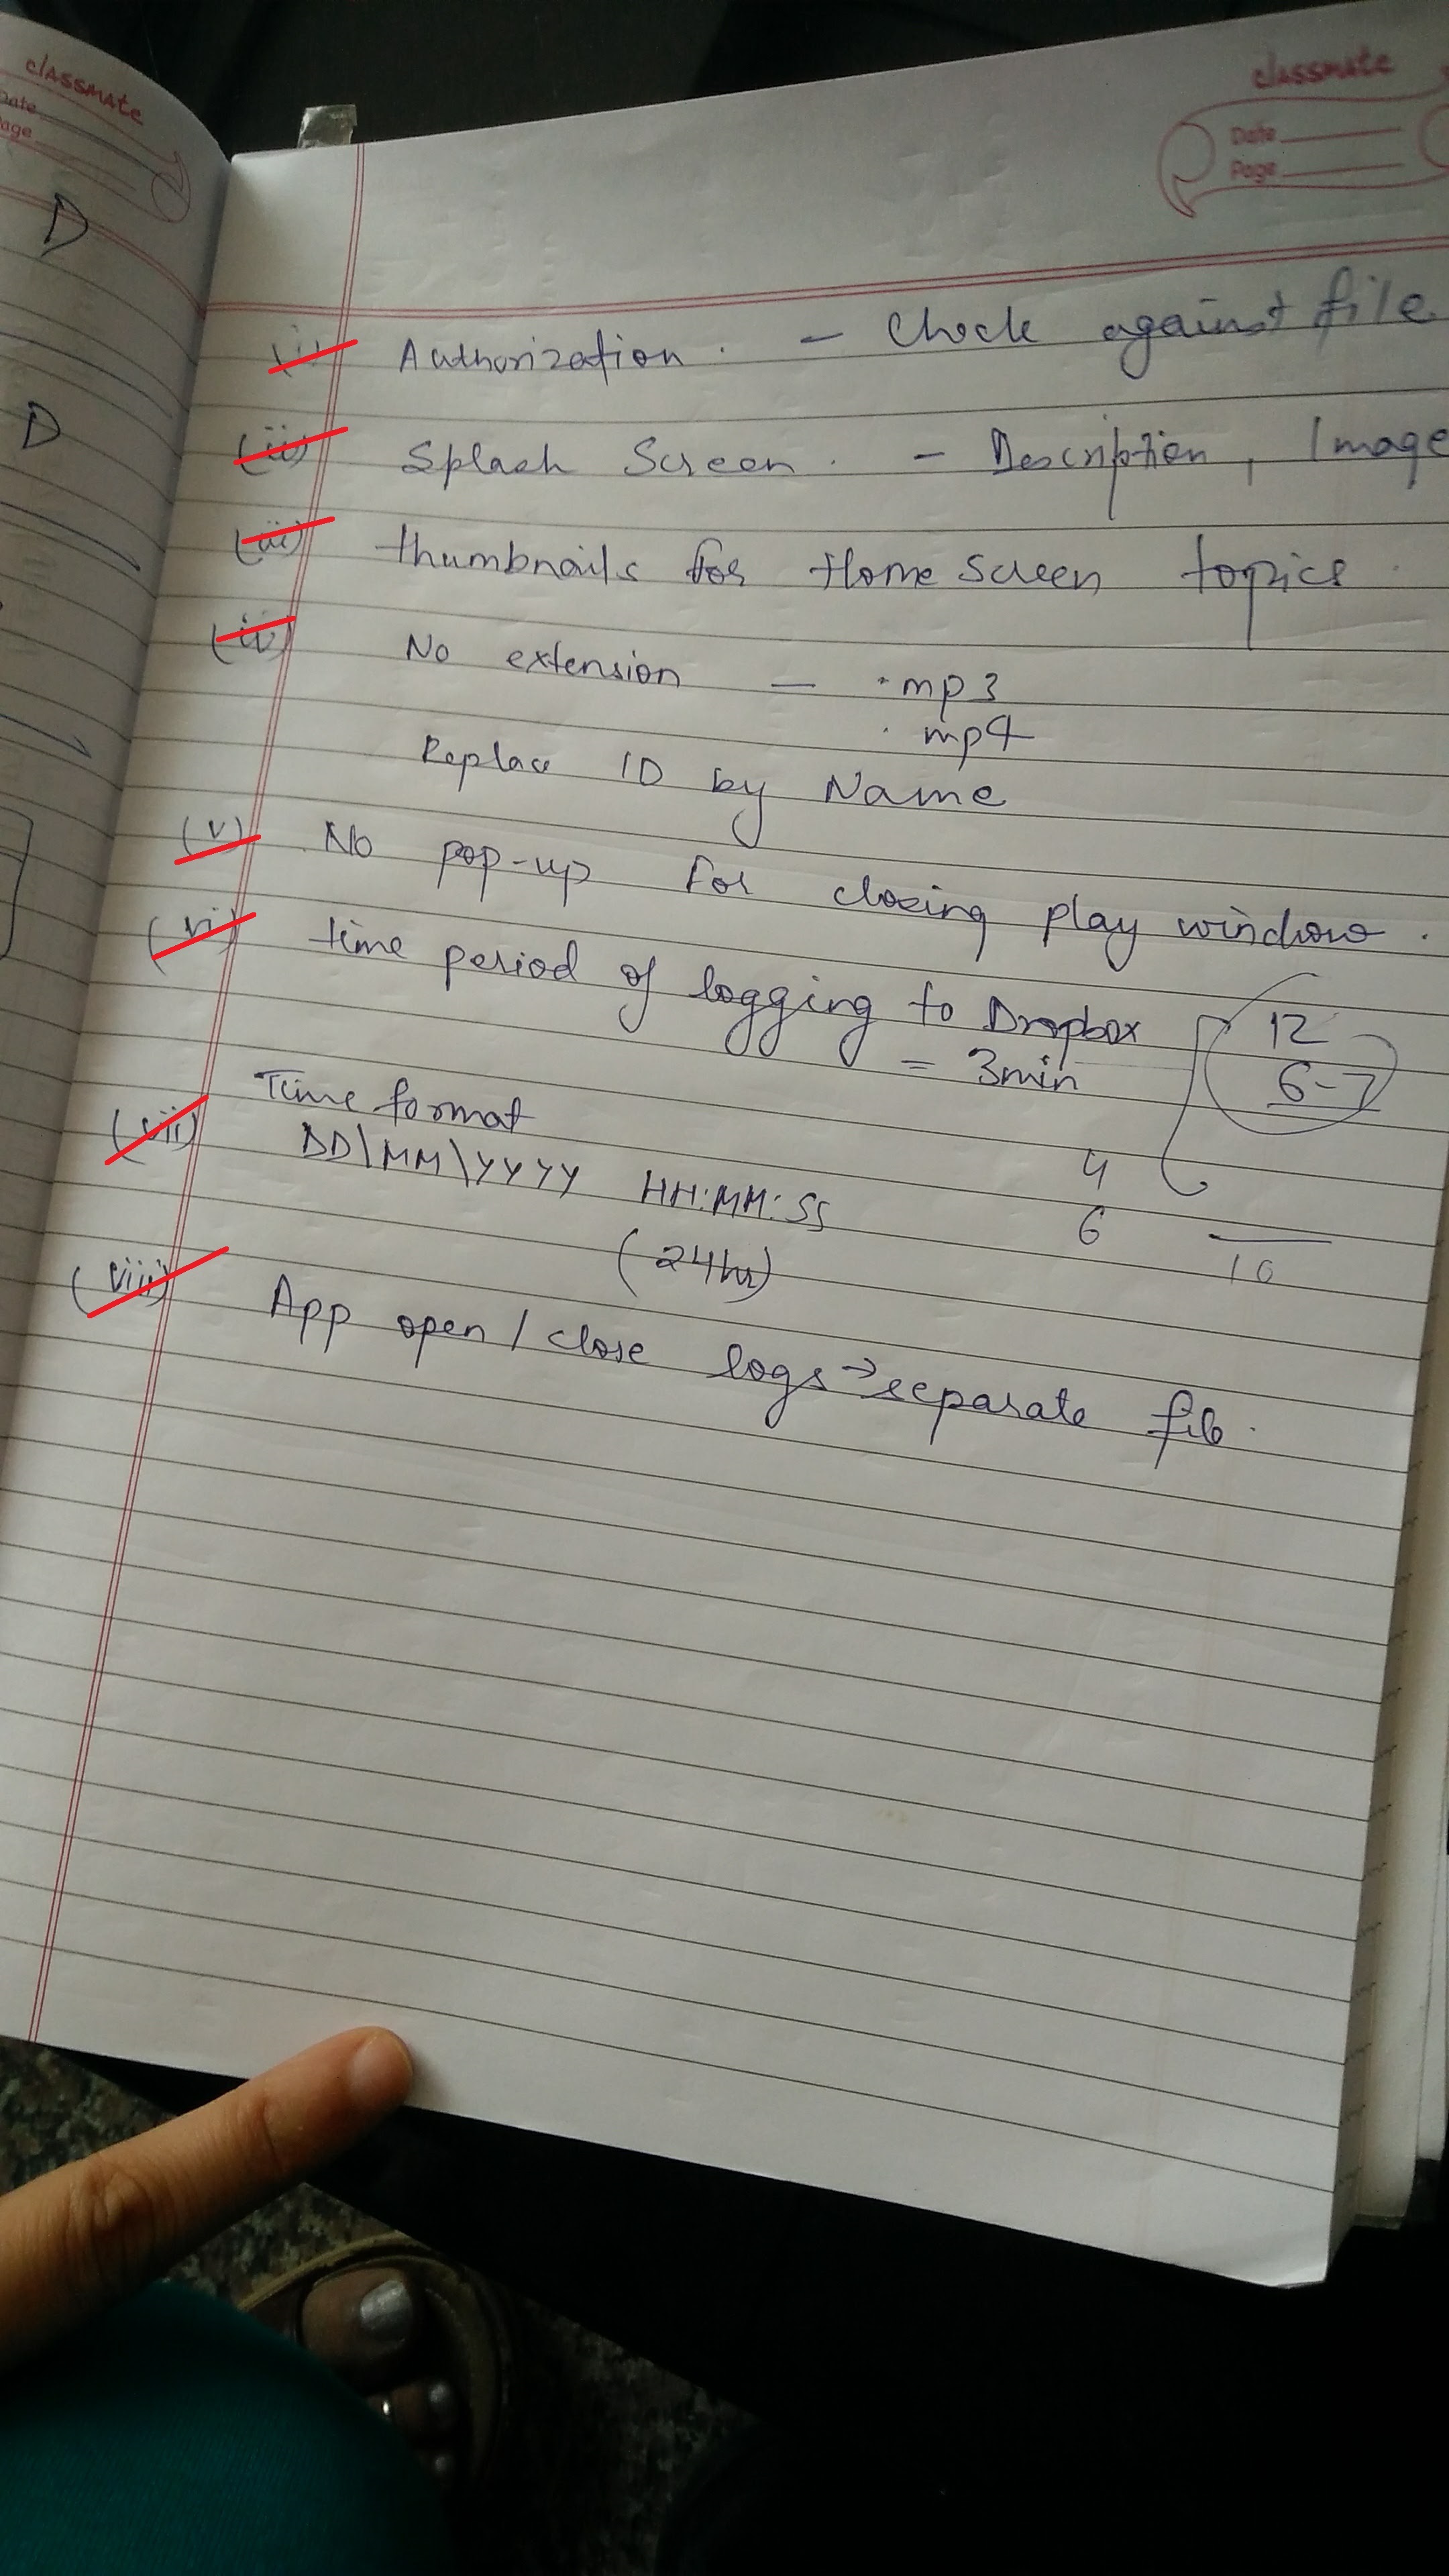 classmate
Date
Page
classmate
Date
Page
D
D
(i) Authorization. - Check against file
(ii) Splash Screen. - Description, Image
(iii) Thumbnails for Home Screen topics.
(iv) No extension - .mp3
.mp4
Replace ID by Name
(v) No pop-up for closing play window.
(vi) Time period of logging to Dropbox
= 3min
12
6-7
(vii) Time format
DD\MM\YYYY HH:MM:SS
(24hr)
4
6
10
(viii) App open/close logs → separate file.